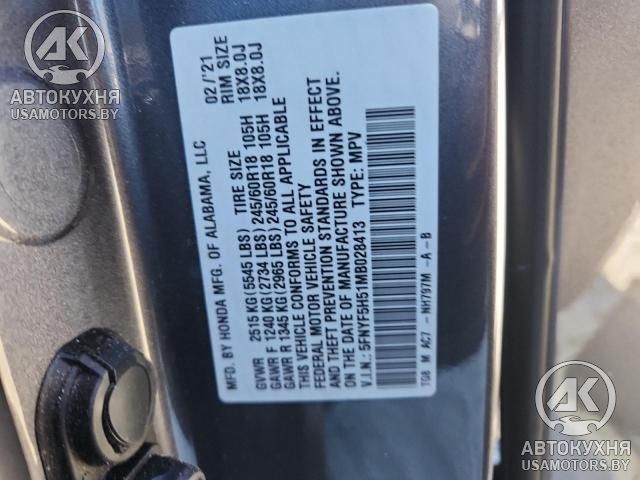 MFD. BY HONDA MFG. OF ALABAMA, LLC 02/'21
TIRE SIZE RIM SIZE
GVWR 2515 KG(5545 LBS)
GAWR F 1240 KG(2734 LBS)245/60R18 105H 18X8.0J
GAWR R 1345 KG(2965 LBS)245/60R18 105H 18X8.0J
THIS VEHICLE CONFORMS TO ALL APPLICABLE
FEDERAL MOTOR VEHICLE SAFETY
AND THEFT PREVENTION STANDARDS IN EFFECT
ON THE DATE OF MANUFACTURE SHOWN ABOVE.
V.I.N.: 5FNYF5H51MB028413 TYPE: MPV
TG8 M AC7 - NH797M -A-B
АК
АВТОКУХНЯ
USAMOTORS.BY
АК
АВТОКУХНЯ
USAMOTORS.BY